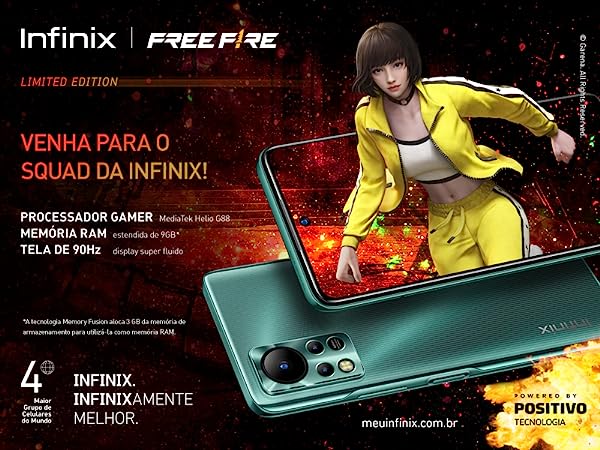 Infinix | FREE FIRE
LIMITED EDITION
VENHA PARA O
SQUAD DA INFINIX!
PROCESSADOR GAMER MediaTek Helio G88
MEMÓRIA RAM estendida de 9GB*
TELA DE 90Hz display super fluido
*A tecnologia Memory Fusion aloca 3 GB da memória de
armazenamento para utilizá-la como memória RAM.
4º
Maior
Grupo de
Celulares
do Mundo
INFINIX.
INFINIXAMENTE
MELHOR.
meuinfinix.com.br
POWERED BY
POSITIVO
TECNOLOGIA
Infinix
© Garena. All Rights Reserved.